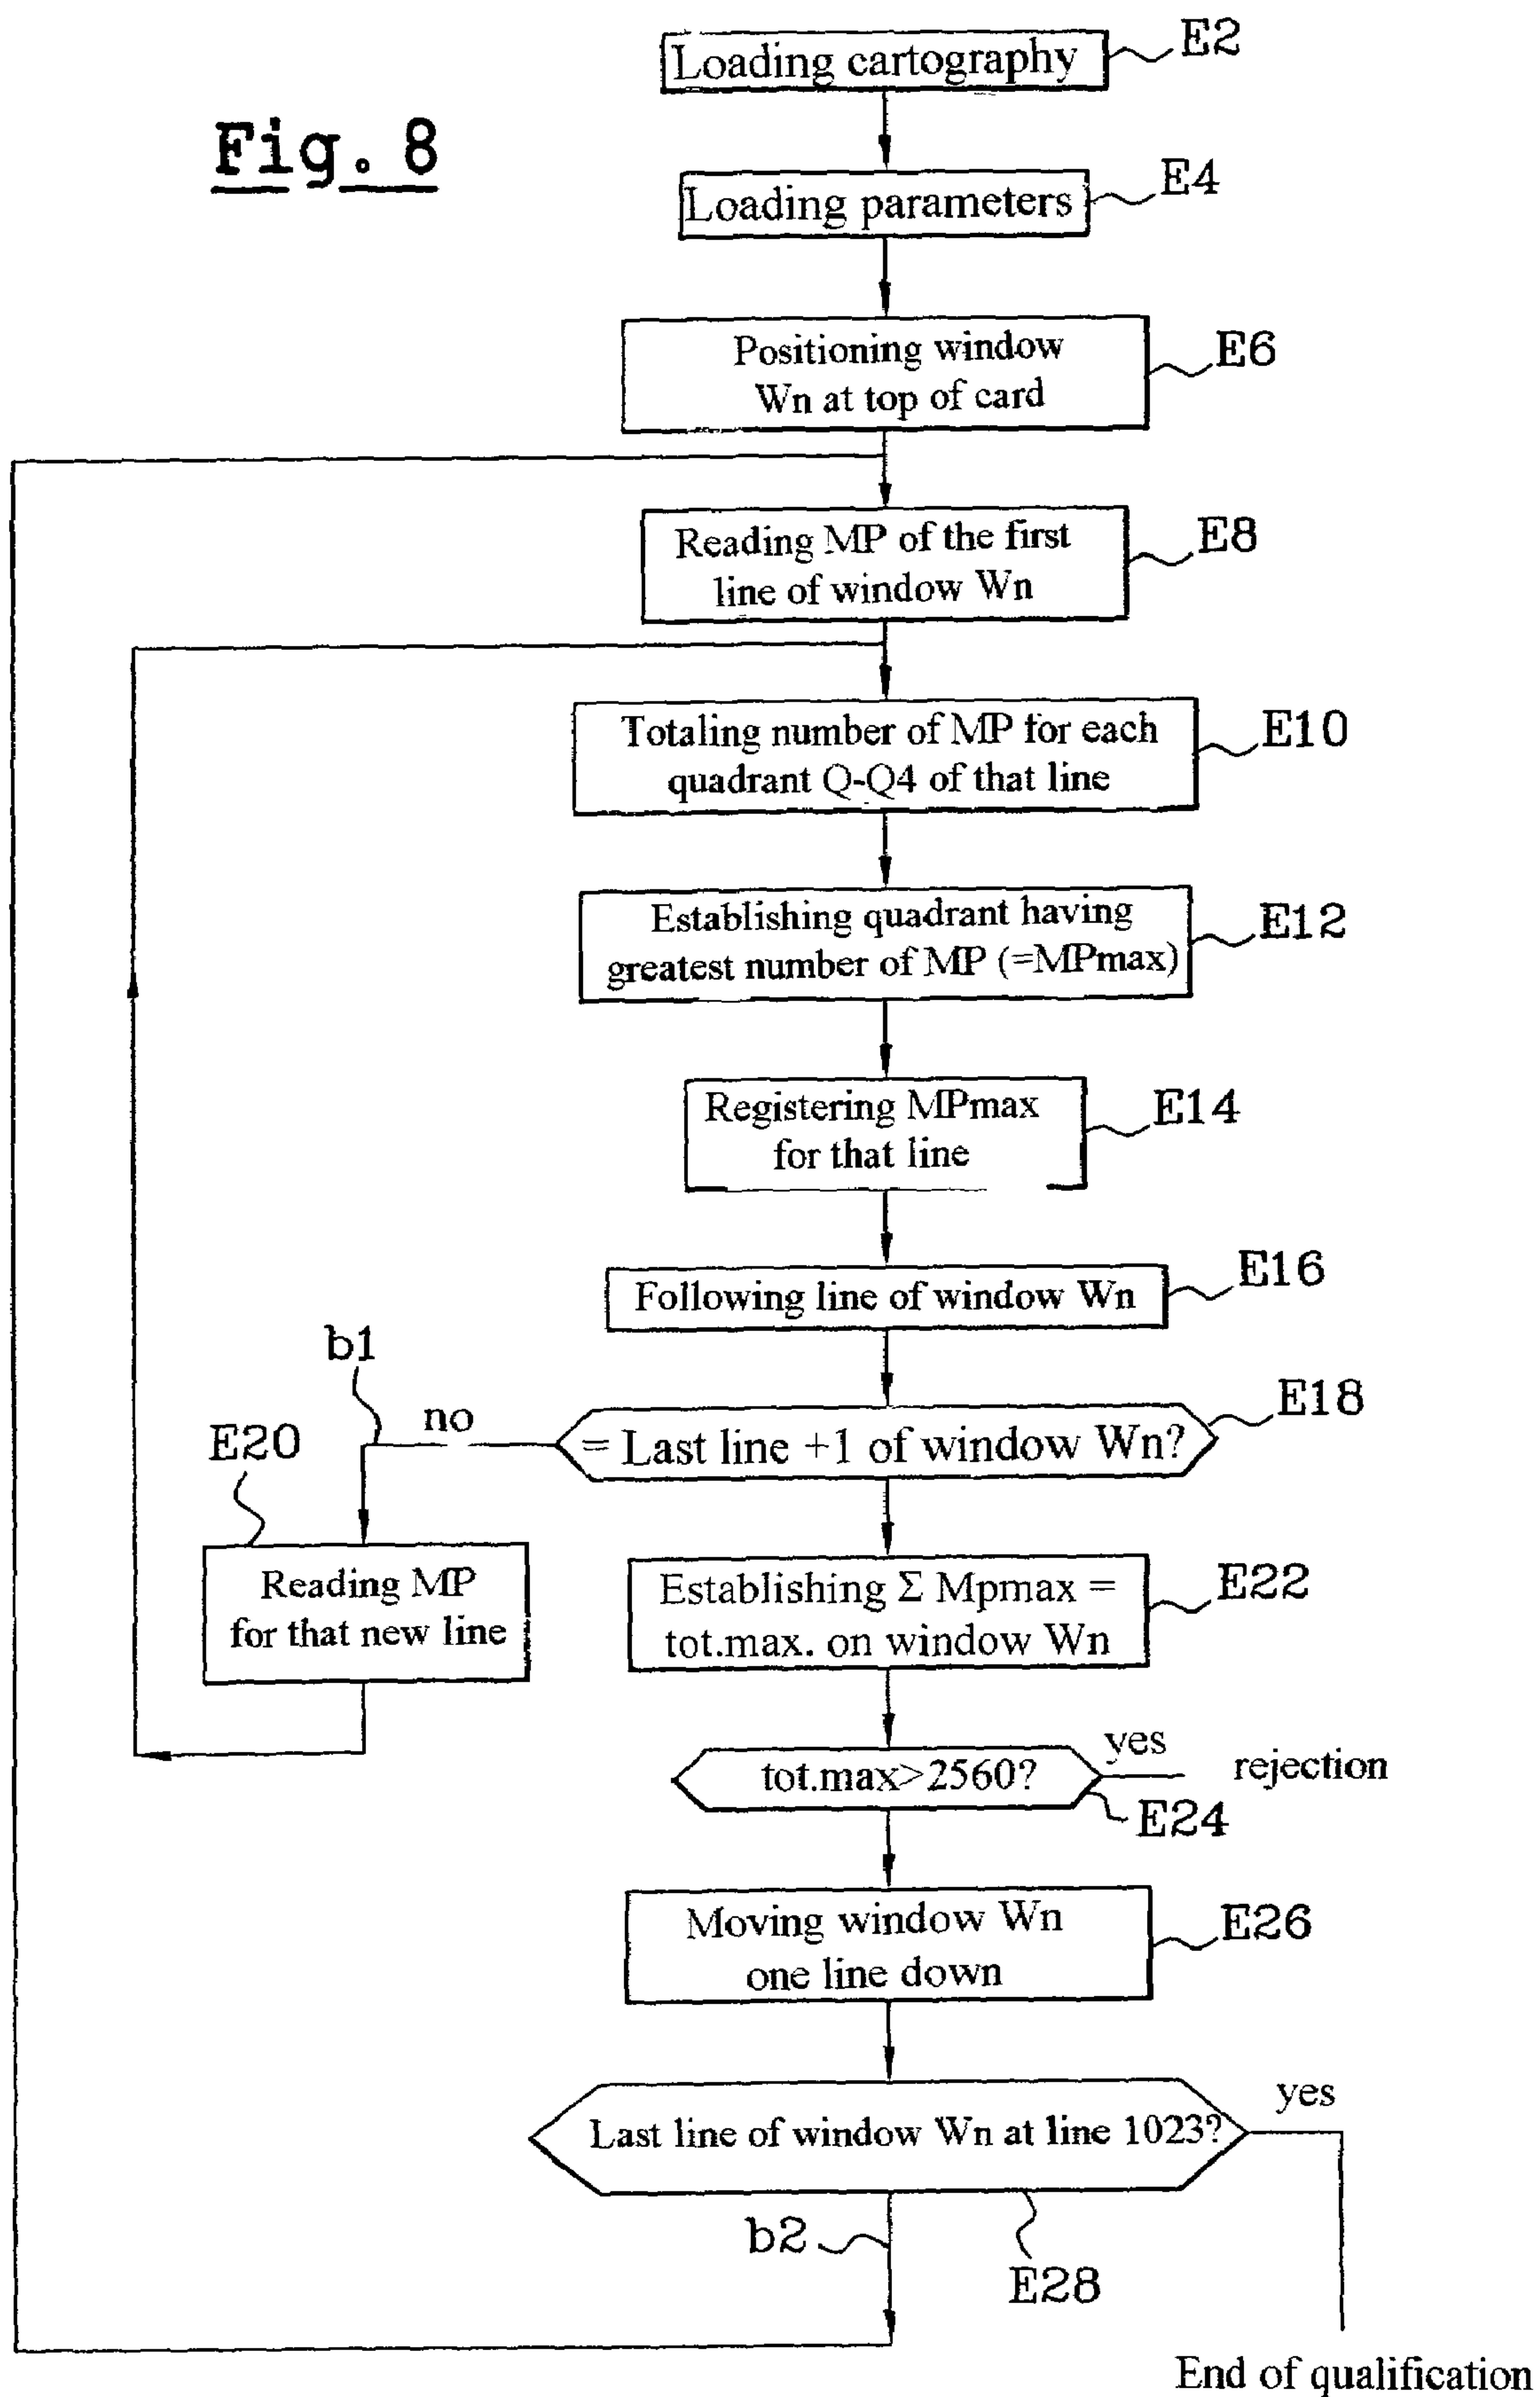 Fig. 8
Loading cartography
E2
Loading parameters
E4
Positioning window
Wn at top of card
E6
Reading MP of the first
line of window Wn
E8
Totaling number of MP for each
quadrant Q-Q4 of that line
E10
Establishing quadrant having
greatest number of MP (=MPmax)
E12
Registering MPmax
for that line
E14
Following line of window Wn
E16
b1
no
= Last line +1 of window Wn?
E18
E20
Reading MP
for that new line
Establishing Σ Mpmax =
tot.max. on window Wn
E22
tot.max>2560?
yes
rejection
E24
Moving window Wn
one line down
E26
Last line of window Wn at line 1023?
yes
b2
E28
End of qualification